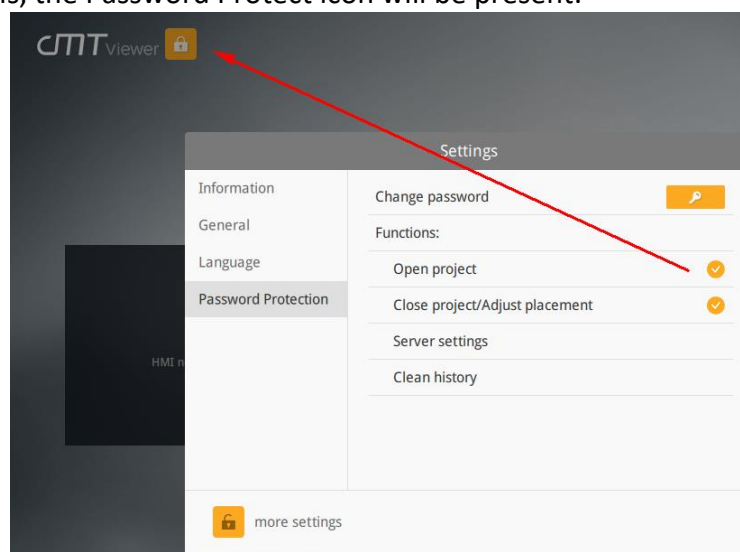 s, the Password Protect icon will be present.
cmT viewer
Settings
Information
General
Language
Password Protection
Change password
Functions:
Open project
Close project/Adjust placement
Server settings
Clean history
HMI n
more settings